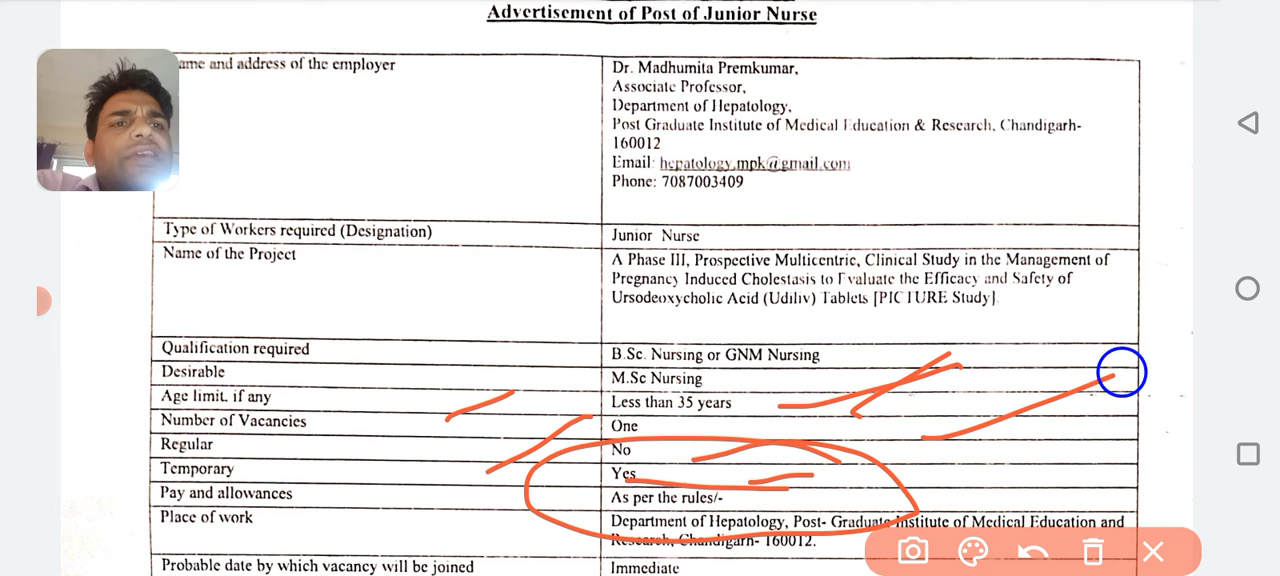 Advertisement of Post of Junior Nurse
ame and address of the employer
Dr. Madhumita Premkumar,
Associate Professor,
Department of Hepatology,
Post Graduate Institute of Medical Education & Research, Chandigarh-
160012
Email: hepatology.mpk@gmail.com
Phone: 7087003409
Type of Workers required (Designation)
Junior Nurse
Name of the Project
A Phase III, Prospective Multicentric, Clinical Study in the Management of
Pregnancy Induced Cholestasis to Evaluate the Efficacy and Safety of
Ursodeoxycholic Acid (Udiliv) Tablets [PICTURE Study].
Qualification required
B.Sc. Nursing or GNM Nursing
Desirable
M.Sc Nursing
Age limit, if any
Less than 35 years
Number of Vacancies
One
Regular
No
Temporary
Yes
Pay and allowances
As per the rules/-
Place of work
Department of Hepatology, Post- Graduate Institute of Medical Education and
Research, Chandigarh- 160012.
Probable date by which vacancy will be joined
Immediate